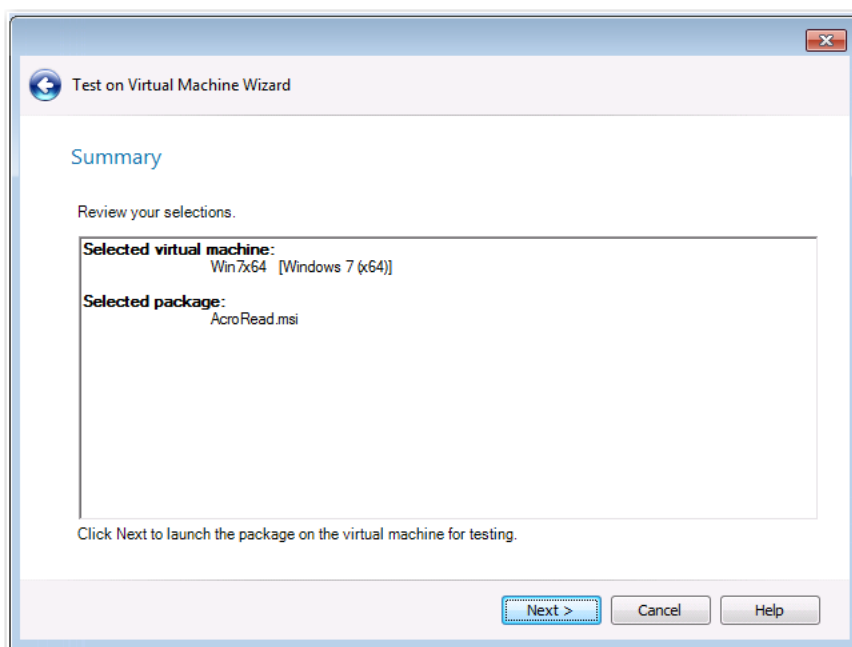 Test on Virtual Machine Wizard
Summary
Review your selections.
Selected virtual machine:
Win7x64 [Windows 7 (x64)]
Selected package:
AcroRead.msi
Click Next to launch the package on the virtual machine for testing.
Next > Cancel Help